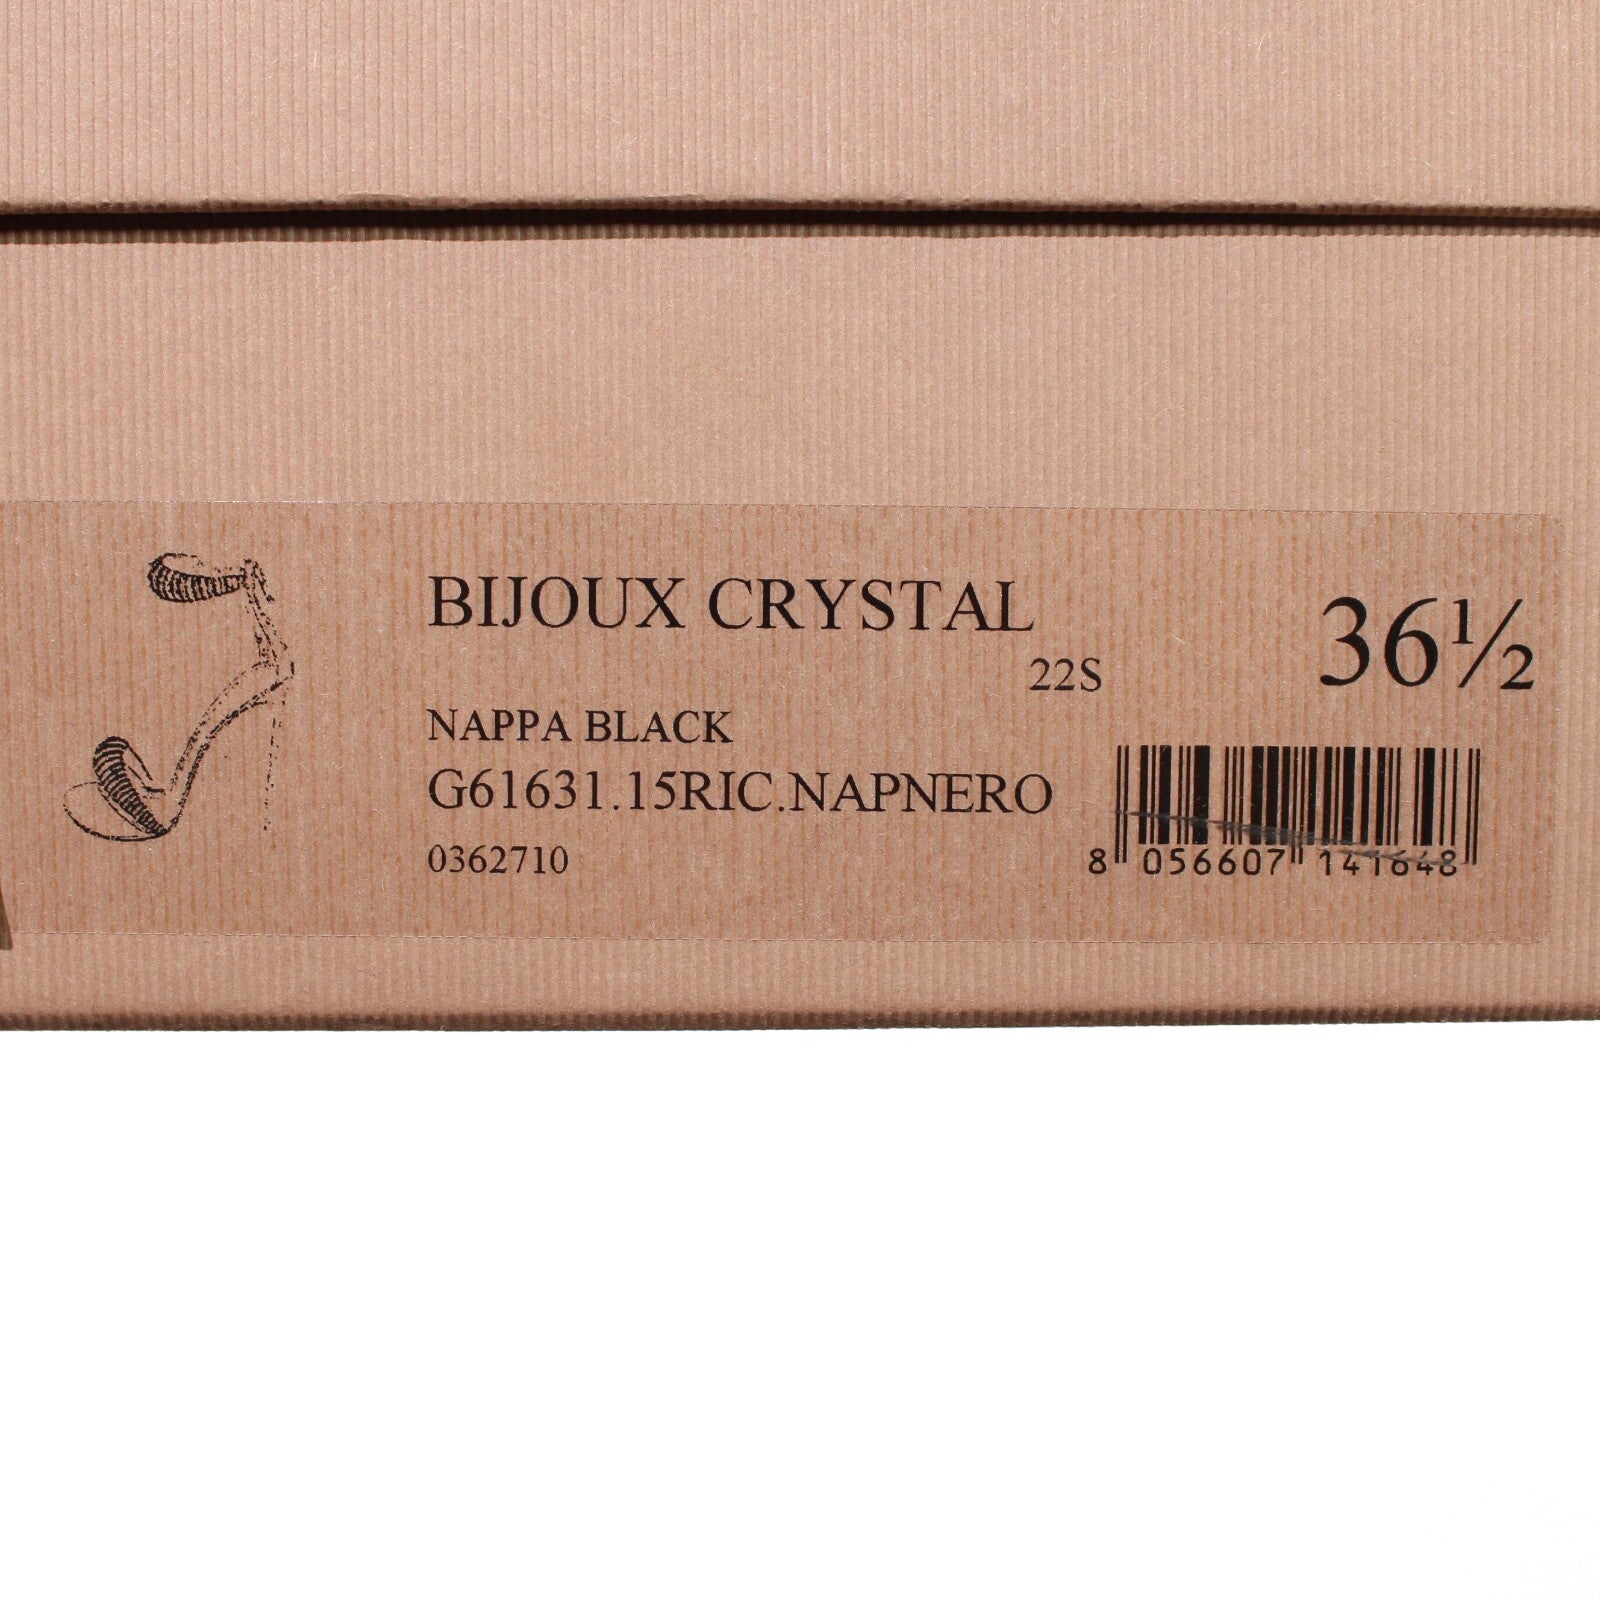 BIJOUX CRYSTAL
22S
36½
NAPPA BLACK
G61631.15RIC.NAPNERO
0362710
8 056607 141648